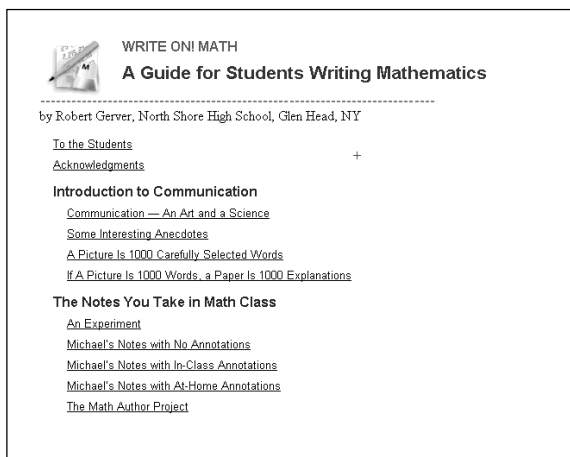 WRITE ON! MATH
A Guide for Students Writing Mathematics
by Robert Gerver, North Shore High School, Glen Head, NY
To the Students
Acknowledgments
Introduction to Communication
Communication — An Art and a Science
Some Interesting Anecdotes
A Picture Is 1000 Carefully Selected Words
If A Picture Is 1000 Words, a Paper Is 1000 Explanations
The Notes You Take in Math Class
An Experiment
Michael's Notes with No Annotations
Michael's Notes with In-Class Annotations
Michael's Notes with At-Home Annotations
The Math Author Project